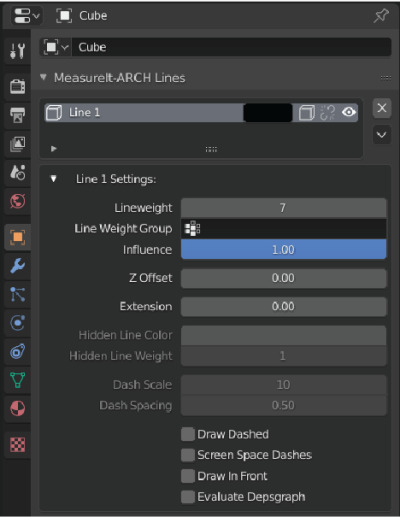 Cube
Cube
MeasureIt-ARCH Lines
Line 1
Line 1 Settings:
Lineweight 7
Line Weight Group
Influence 1.00
Z Offset 0.00
Extension 0.00
Hidden Line Color
Hidden Line Weight 1
Dash Scale 10
Dash Spacing 0.50
Draw Dashed
Screen Space Dashes
Draw In Front
Evaluate Depsgraph